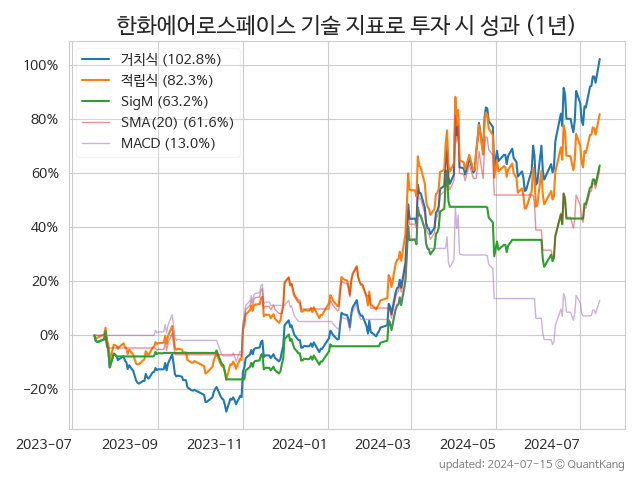 한화에어로스페이스 기술 지표로 투자 시 성과 (1년)
거치식 (102.8%)
적립식 (82.3%)
SigM (63.2%)
SMA(20) (61.6%)
MACD (13.0%)
100%
80%
60%
40%
20%
0%
−20%
2023-07 2023-09 2023-11 2024-01 2024-03 2024-05 2024-07
updated: 2024-07-15 © QuantKang